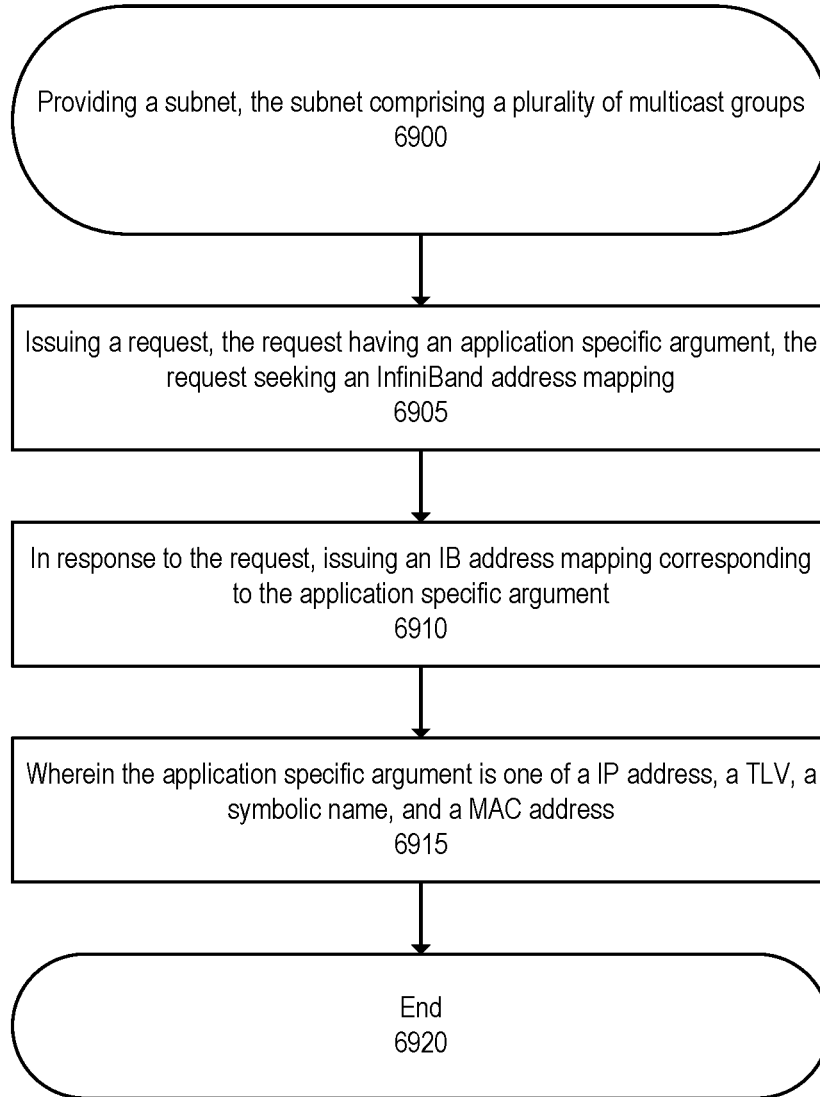 Providing a subnet, the subnet comprising a plurality of multicast groups
6900
Issuing a request, the request having an application specific argument, the
request seeking an InfiniBand address mapping
6905
In response to the request, issuing an IB address mapping corresponding
to the application specific argument
6910
Wherein the application specific argument is one of a IP address, a TLV, a
symbolic name, and a MAC address
6915
End
6920